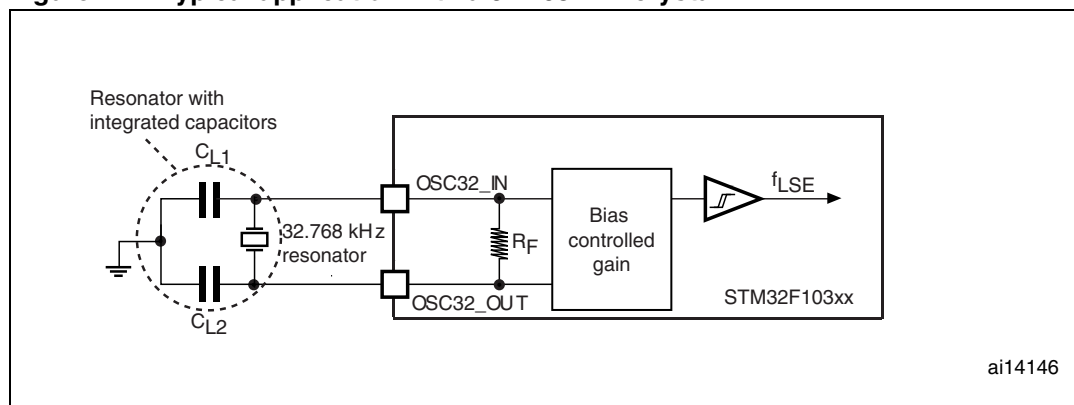 Resonator with
integrated capacitors
CL1
OSC32_IN
fLSE
32.768 kHz
resonator
RF
Bias
controlled
gain
OSC32_OUT
STM32F103xx
CL2
ai14146